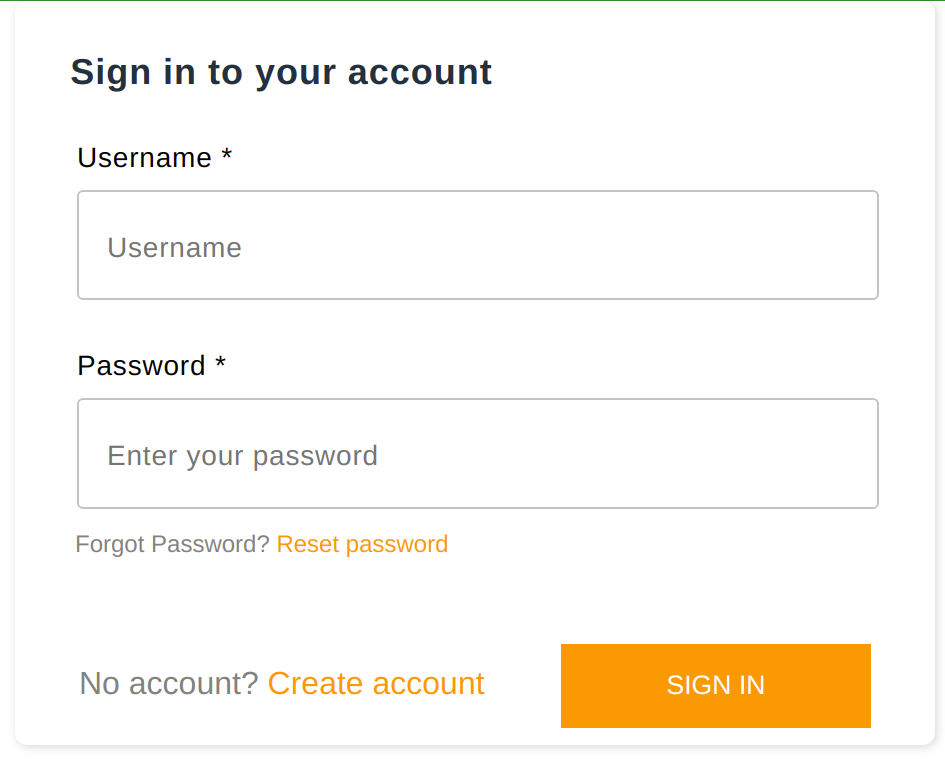 Sign in to your account
Username *
Username
Password *
Enter your password
Forgot Password? Reset password
No account? Create account
SIGN IN